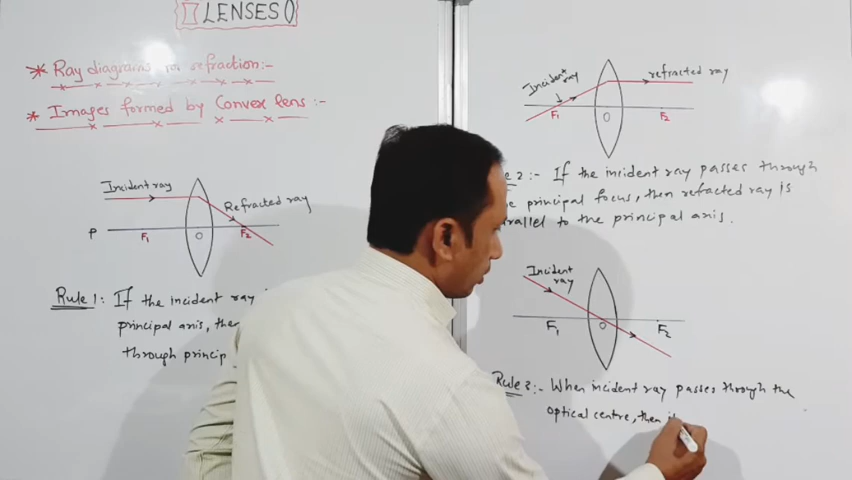 LENSES
* Ray diagrams for refraction:-
* Images formed by Convex lens :-
Incident ray
Refracted ray
P
F1
O
F2
Rule 1: If the incident ray
principal axis, then
through princip
Incident
ray
refracted ray
F1
O
F2
2:- If the incident ray passes through
principal focus, then refracted ray is
to the principal axis.
Incident
ray
F1
O
F2
Rule 3:- When incident ray passes through the
optical centre, then